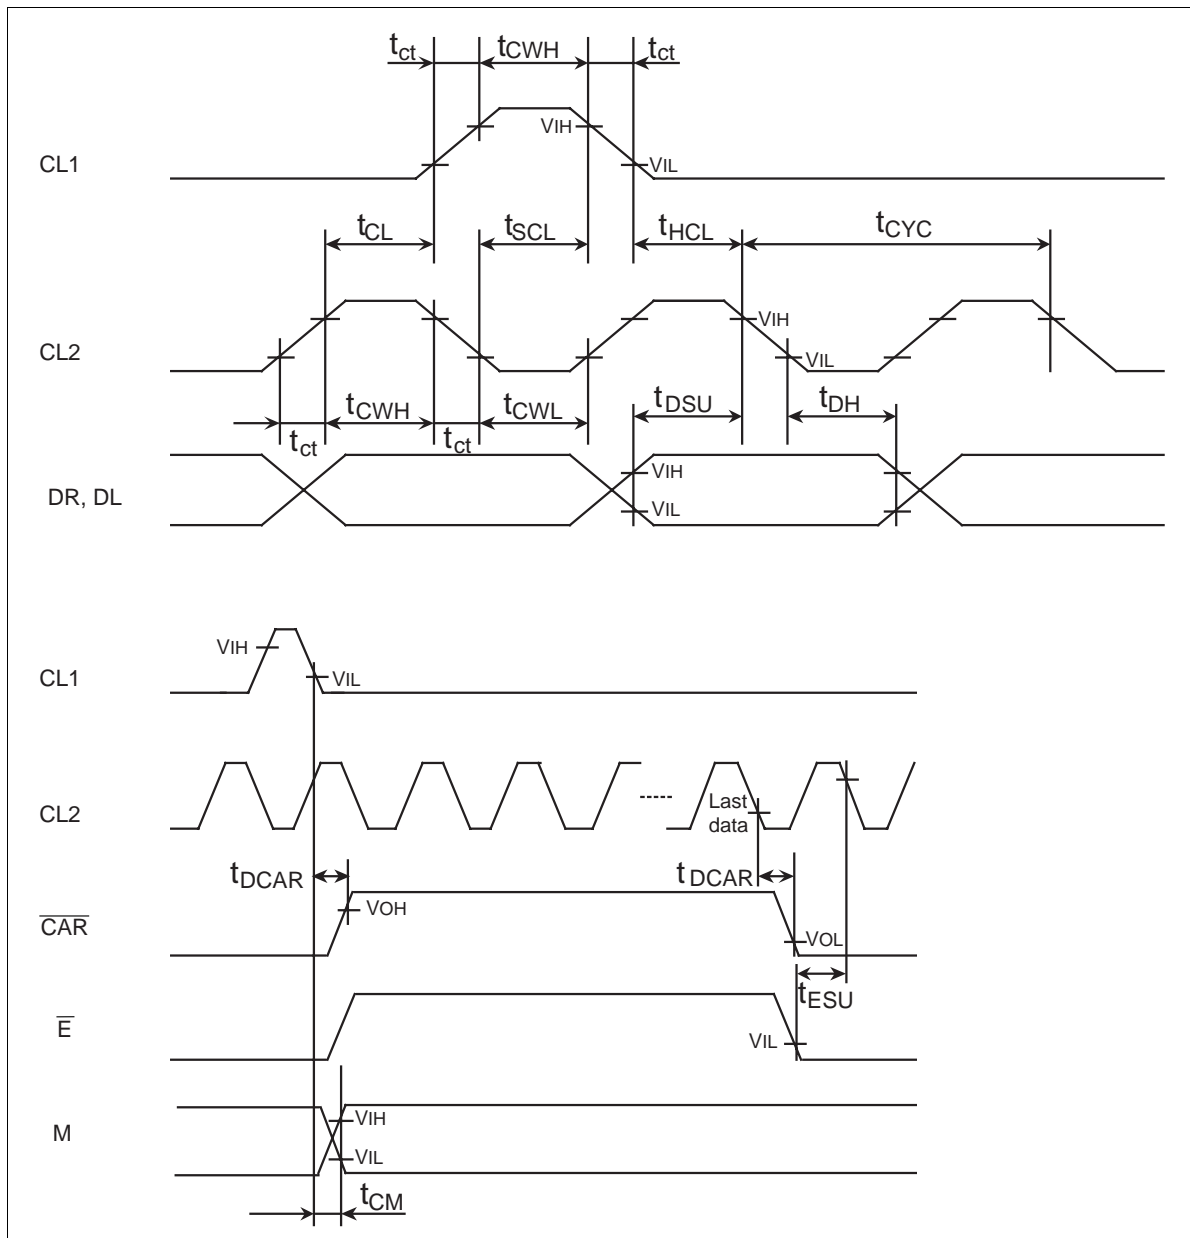 tct tCWH tct
VIH
CL1 VIL
tCL tSCL tHCL tCYC
VIH
CL2 VIL
tCWH tCWL tDSU tDH
tct tct
VIH
DR, DL
VIL
VIH
CL1 VIL
Last
CL2
data
tDCAR tDCAR
CAR VOH
VOL
tESU
E
VIL
VIH
M
VIL
tCM